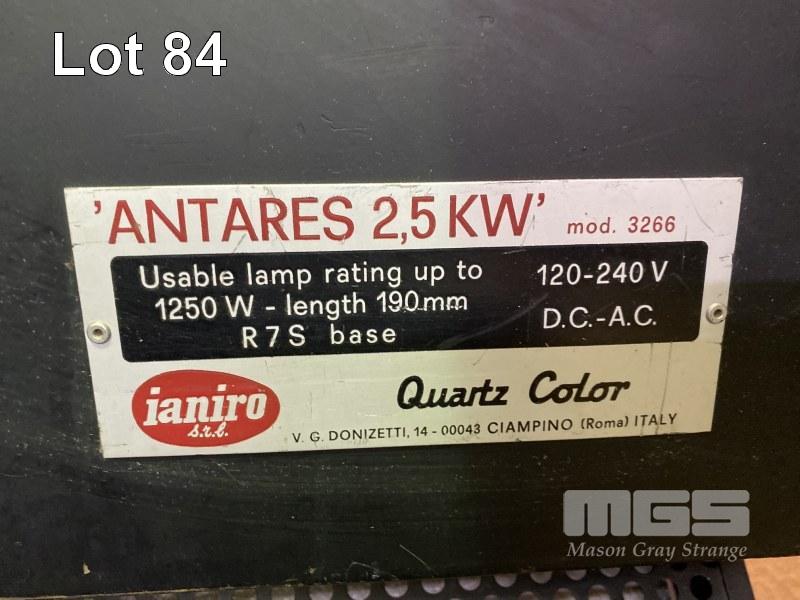 Lot 84
'ANTARES 2,5 KW' mod. 3266
Usable lamp rating up to
1250 W - length 190mm
R7S base
120-240 V
D.C.-A.C.
ianiro
s.r.l.
Quartz Color
V. G. DONIZETTI, 14 - 00043 CIAMPINO (Roma) ITALY
MGS
Mason Gray Strange